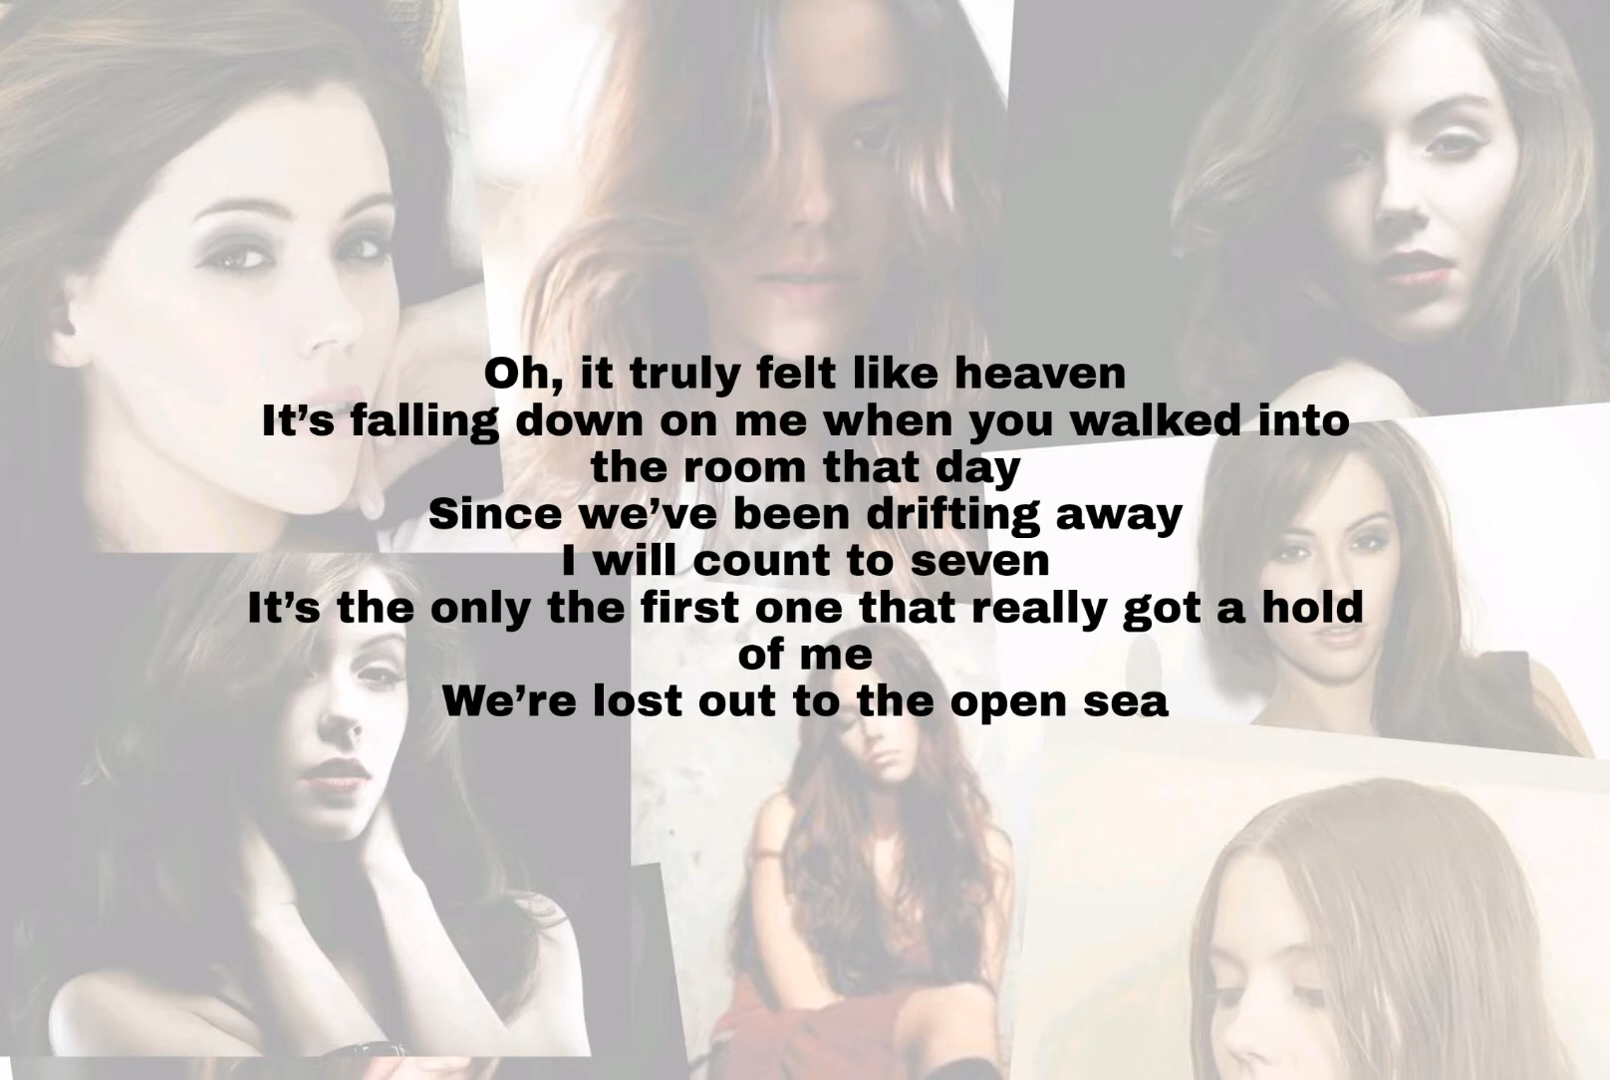 Oh, it truly felt like heaven
It’s falling down on me when you walked into
the room that day
Since we’ve been drifting away
I will count to seven
It’s the only the first one that really got a hold
of me
We’re lost out to the open sea